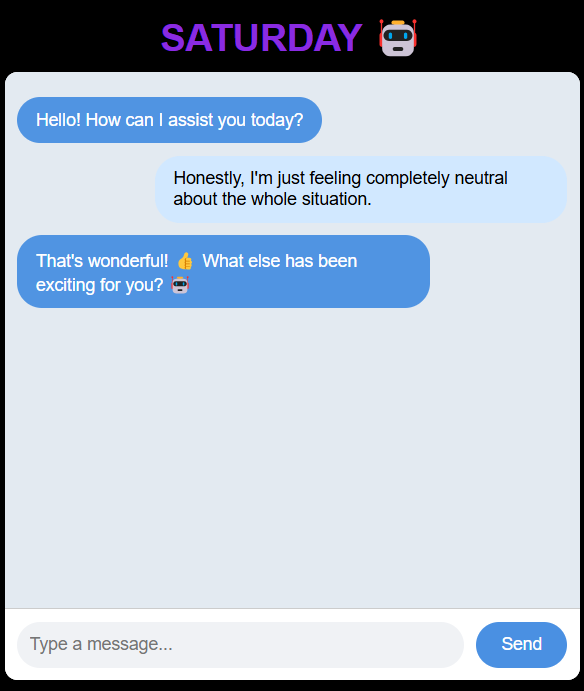 SATURDAY 🤖
Hello! How can I assist you today?
Honestly, I'm just feeling completely neutral
about the whole situation.
That's wonderful! 👍 What else has been
exciting for you? 🤖
Type a message...
Send